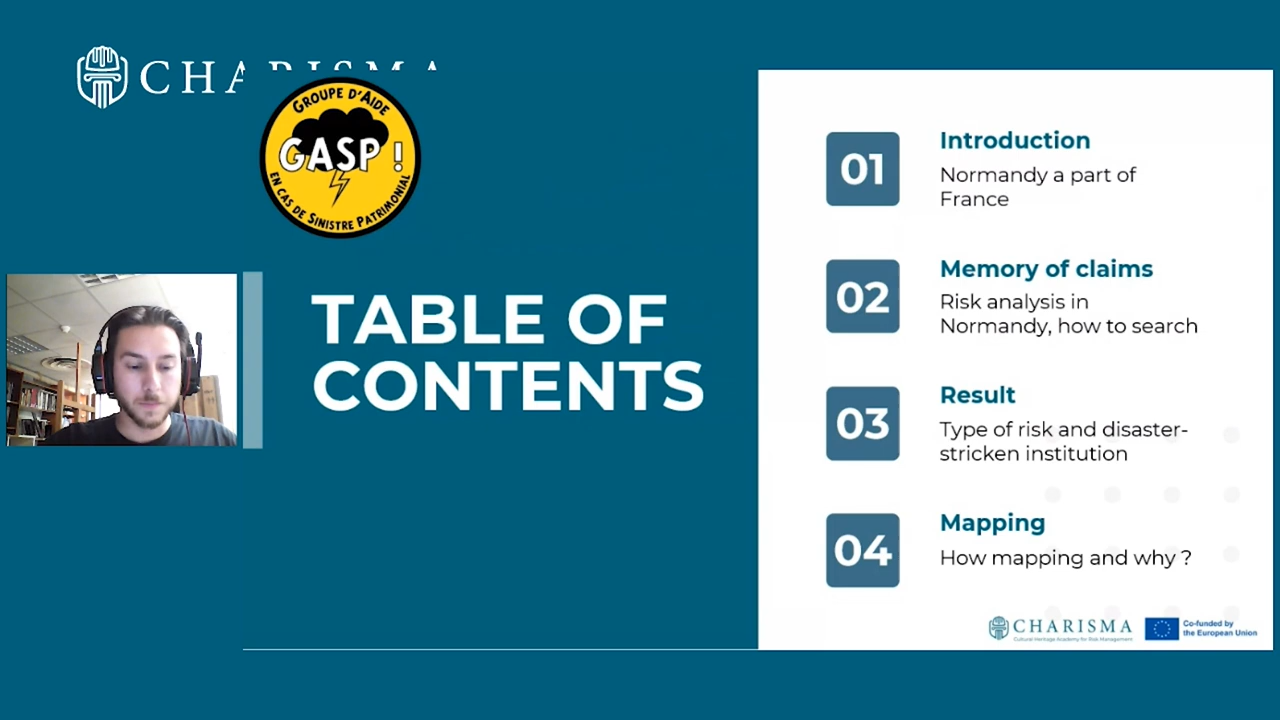 CHARISMA
GROUPE D'AIDE
GASP !
EN CAS DE SINISTRE PATRIMONIAL
TABLE OF
CONTENTS
01
Introduction
Normandy a part of
France
02
Memory of claims
Risk analysis in
Normandy, how to search
03
Result
Type of risk and disaster-
stricken institution
04
Mapping
How mapping and why ?
CHARISMA
Cultural Heritage Academy for Risk Management
Co-funded by
the European Union